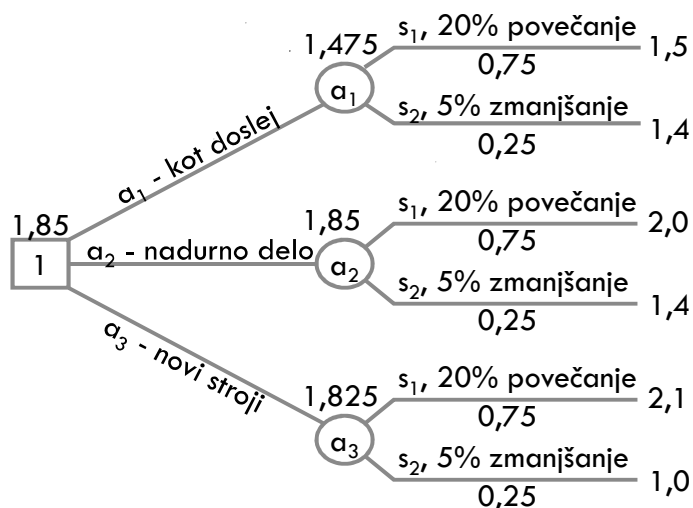 1,475
s₁, 20% povečanje
0,75
1,5
a₁
s₂, 5% zmanjšanje
0,25
1,4
a₁ - kot doslej
1,85
1
a₂ - nadurno delo
1,85
a₂
s₁, 20% povečanje
0,75
2,0
s₂, 5% zmanjšanje
0,25
1,4
a₃ - novi stroji
1,825
a₃
s₁, 20% povečanje
0,75
2,1
s₂, 5% zmanjšanje
0,25
1,0